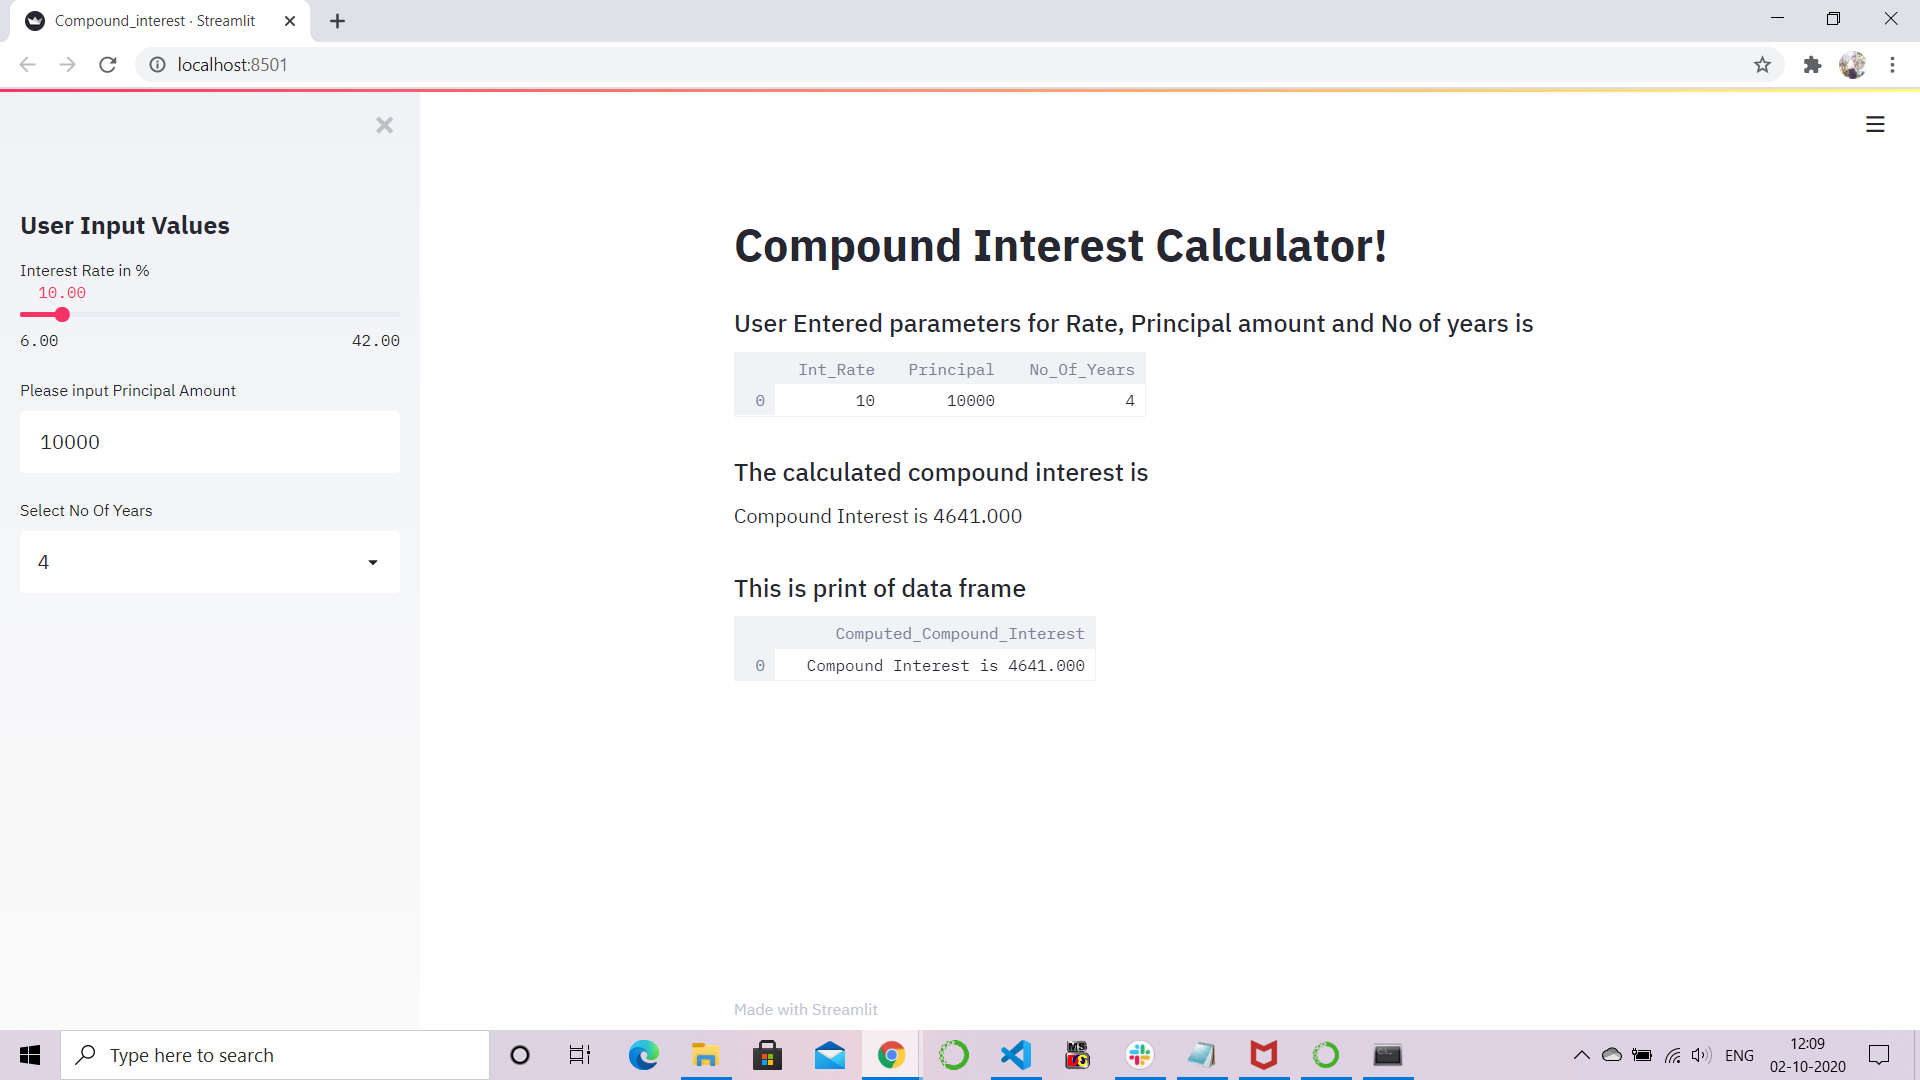 Compound_interest · Streamlit
localhost:8501
User Input Values
Interest Rate in %
10.00
6.00 42.00
Please input Principal Amount
10000
Select No Of Years
4
Compound Interest Calculator!
User Entered parameters for Rate, Principal amount and No of years is
Int_Rate Principal No_Of_Years
0 10 10000 4
The calculated compound interest is
Compound Interest is 4641.000
This is print of data frame
Computed_Compound_Interest
0 Compound Interest is 4641.000
Made with Streamlit
Type here to search
MS
ENG
12:09
02-10-2020